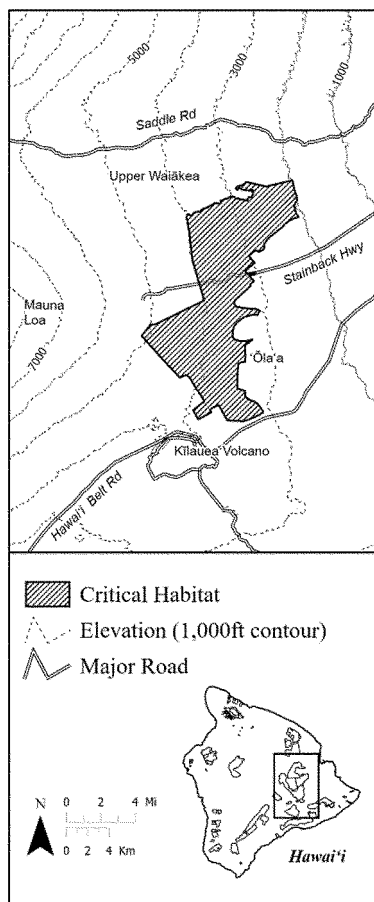 5000
3000
1000
Saddle Rd
Upper Waiākea
Stainback Hwy
Mauna
Loa
7000
ʻŌlaʻa
Kīlauea Volcano
Hawaiʻi Belt Rd
Critical Habitat
Elevation (1,000ft contour)
Major Road
N
0 2 4 Mi
0 2 4 Km
Hawaiʻi